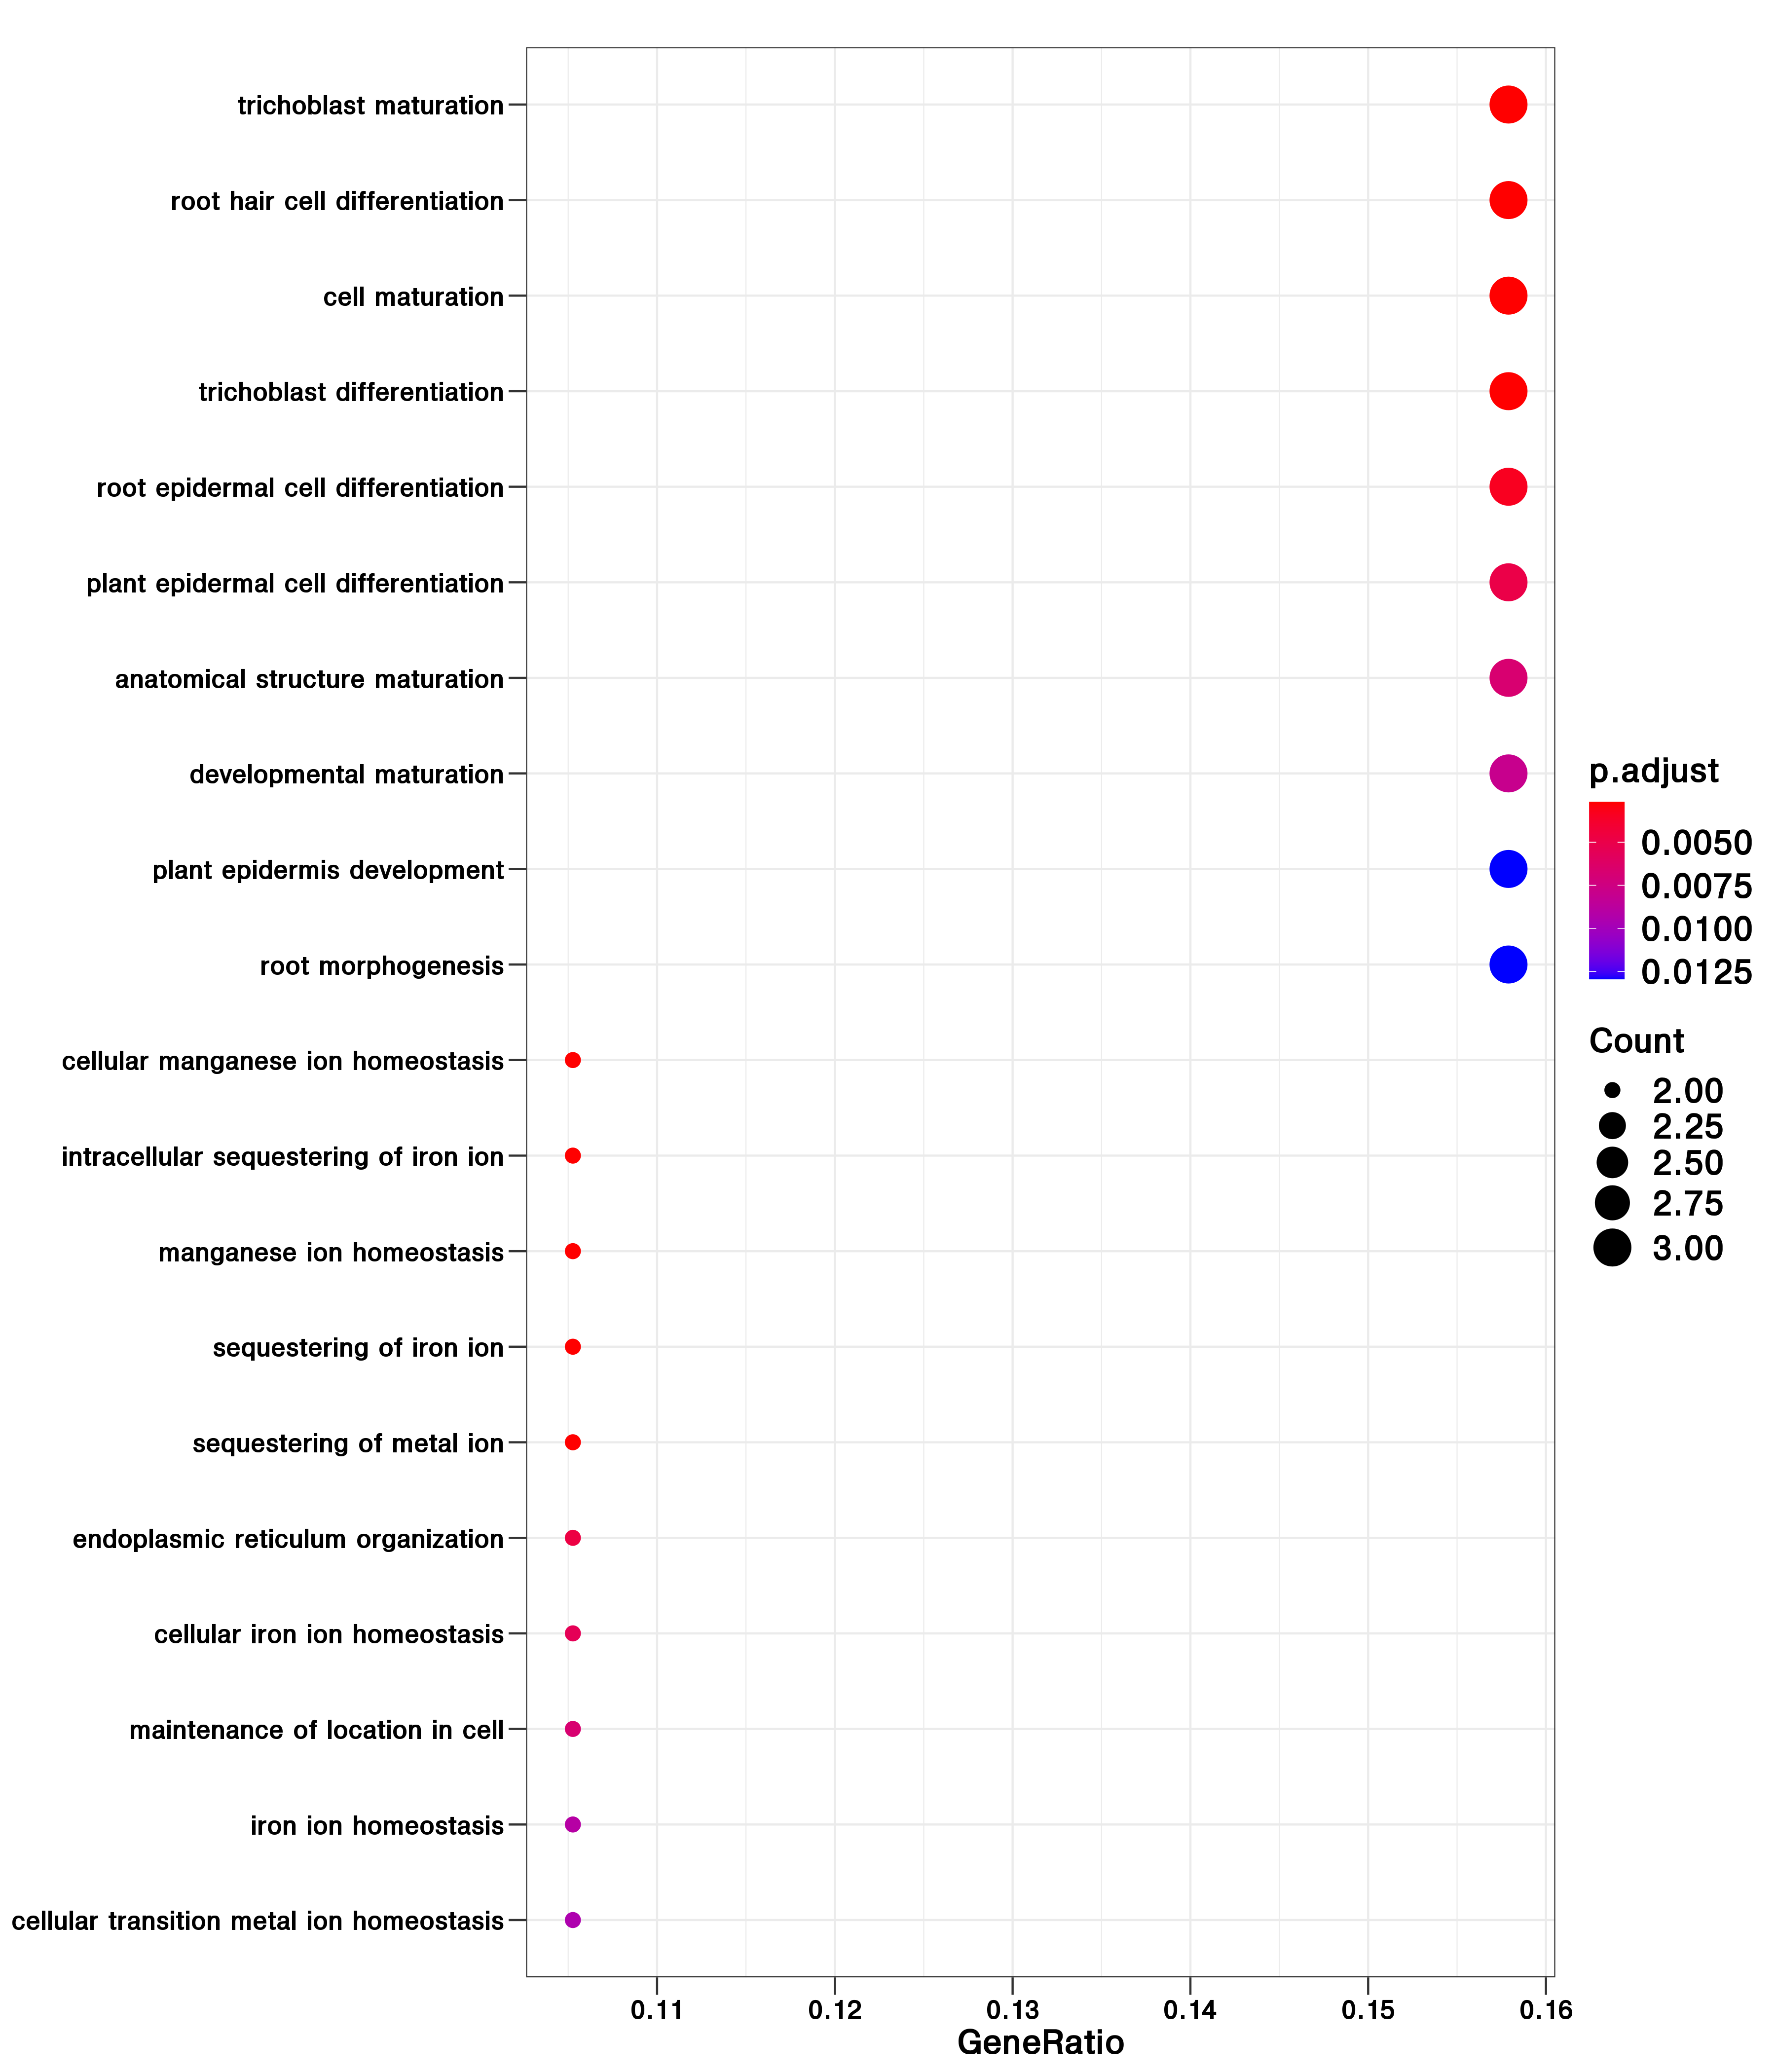 trichoblast maturation
root hair cell differentiation
cell maturation
trichoblast differentiation
root epidermal cell differentiation
plant epidermal cell differentiation
anatomical structure maturation
developmental maturation
plant epidermis development
root morphogenesis
cellular manganese ion homeostasis
intracellular sequestering of iron ion
manganese ion homeostasis
sequestering of iron ion
sequestering of metal ion
endoplasmic reticulum organization
cellular iron ion homeostasis
maintenance of location in cell
iron ion homeostasis
cellular transition metal ion homeostasis
0.11 0.12 0.13 0.14 0.15 0.16
GeneRatio
p.adjust
0.0050
0.0075
0.0100
0.0125
Count
2.00
2.25
2.50
2.75
3.00